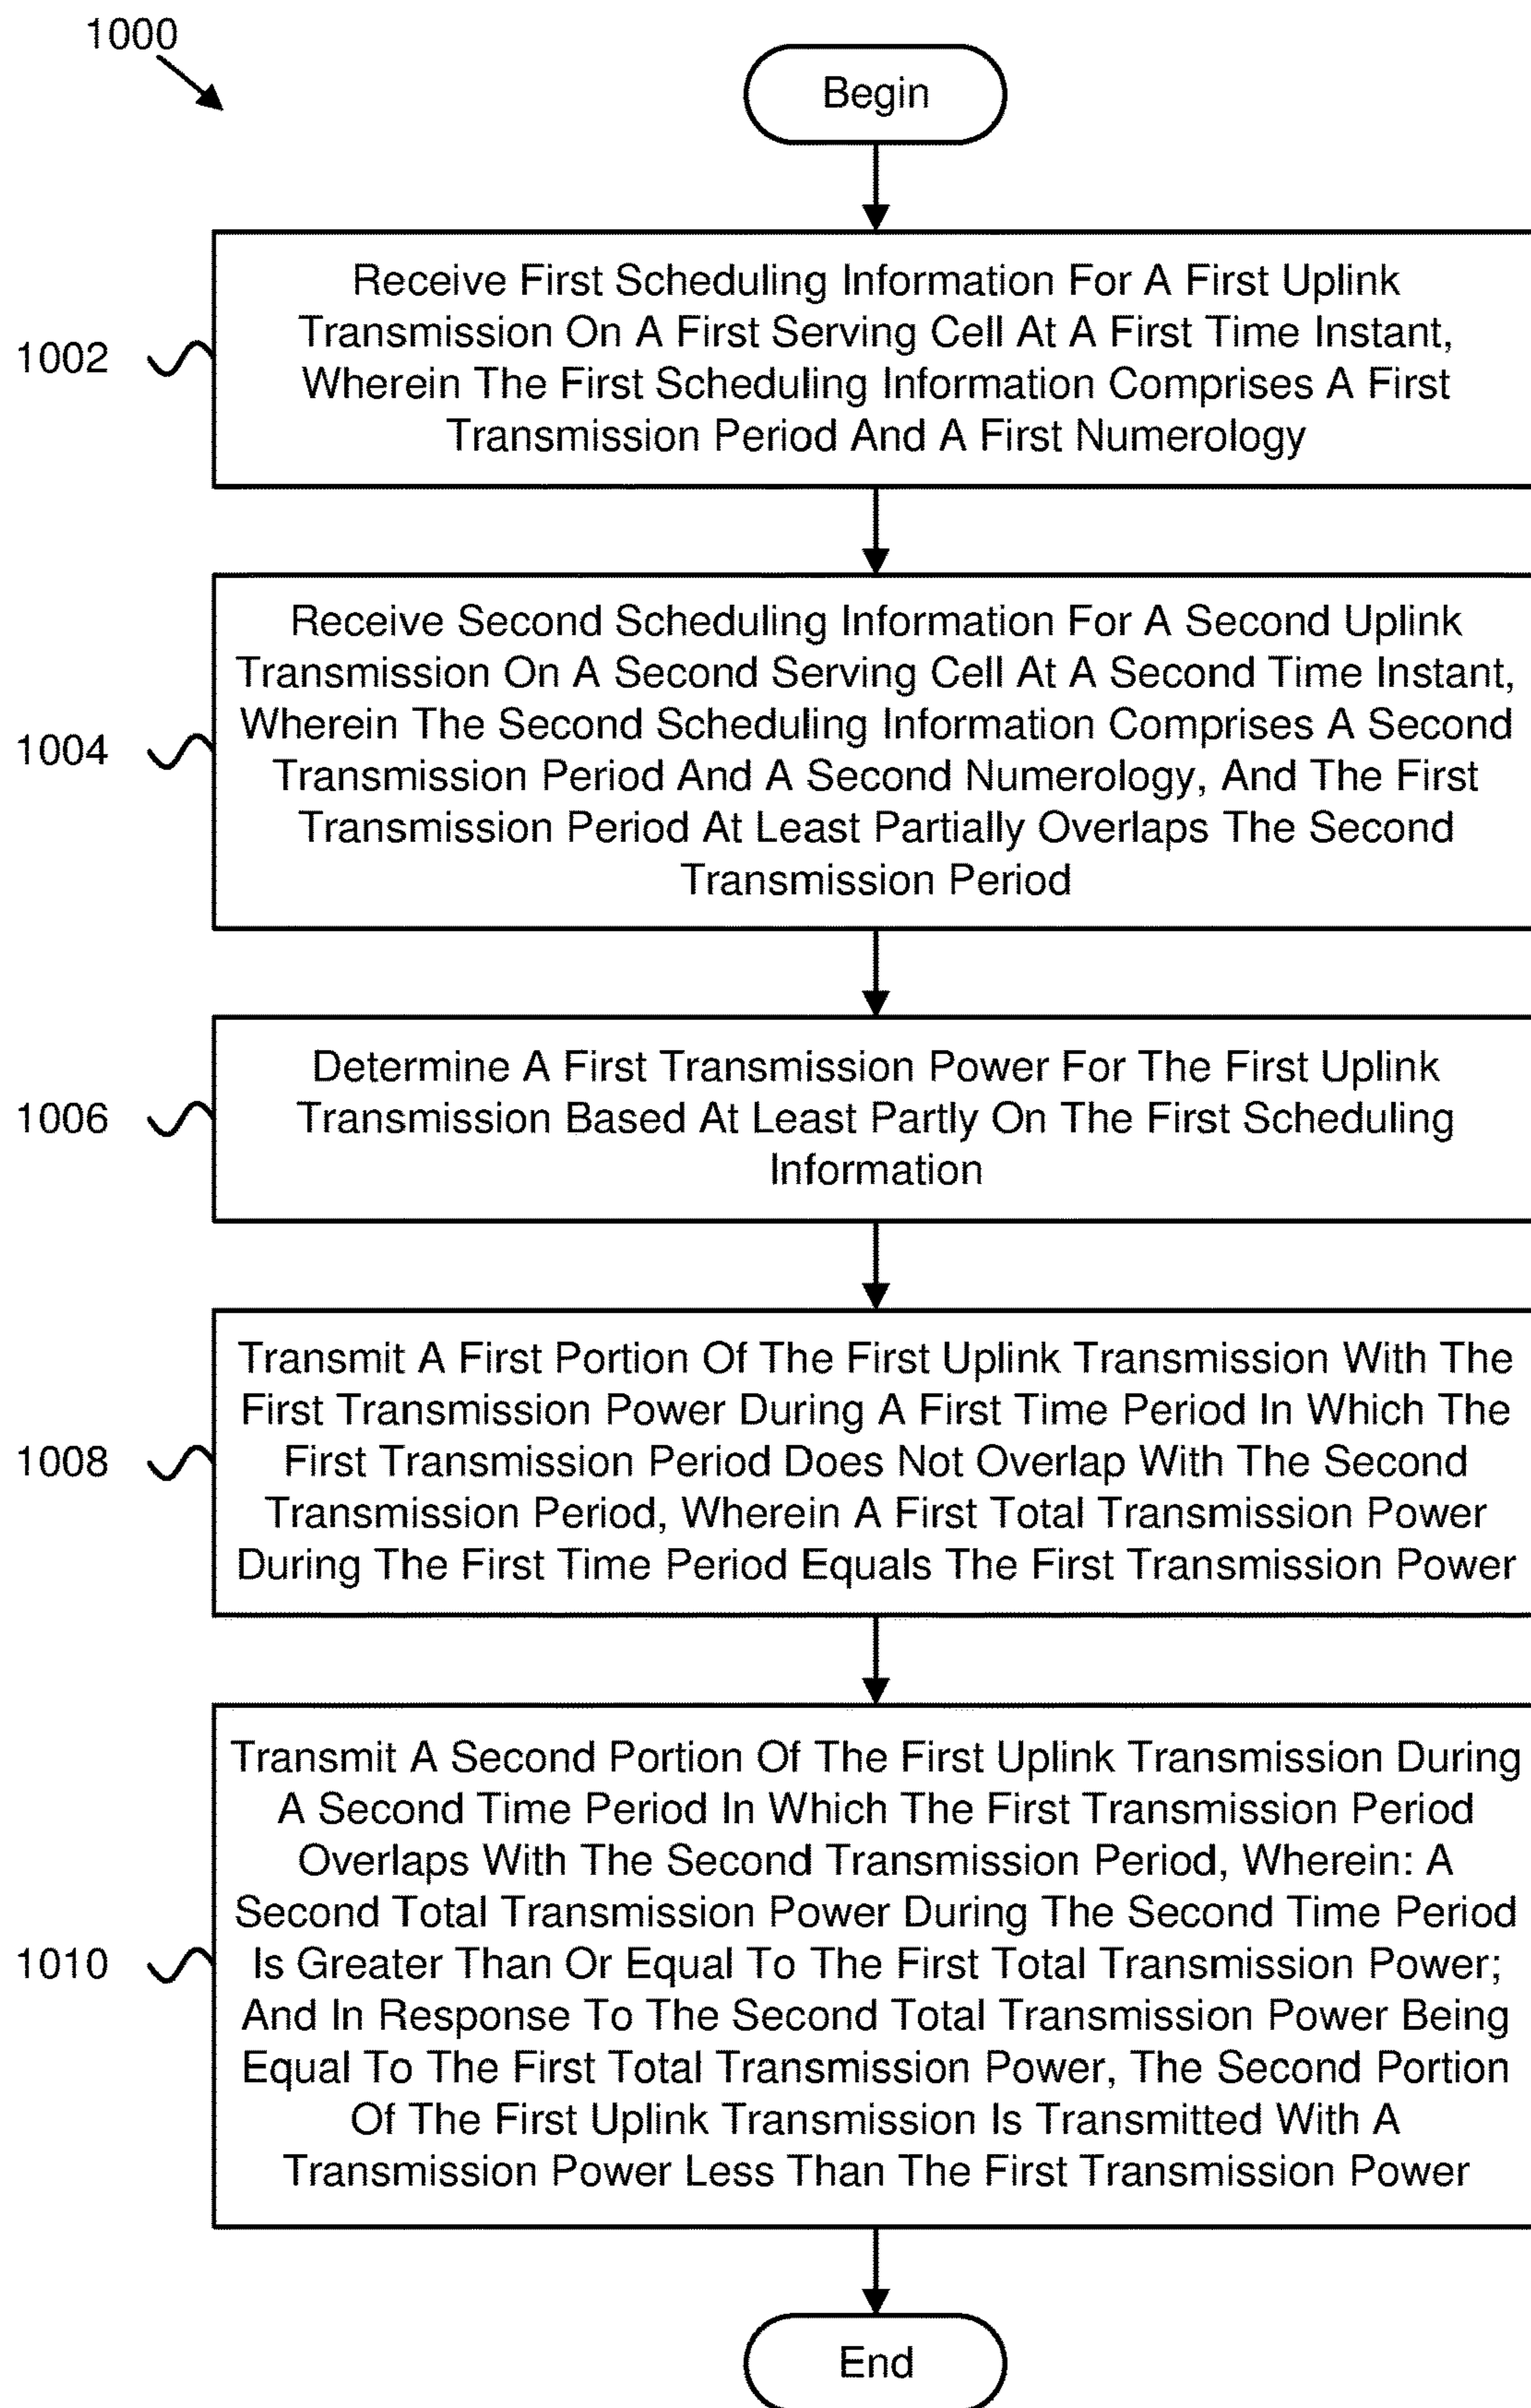 1000
Begin
1002
Receive First Scheduling Information For A First Uplink
Transmission On A First Serving Cell At A First Time Instant,
Wherein The First Scheduling Information Comprises A First
Transmission Period And A First Numerology
1004
Receive Second Scheduling Information For A Second Uplink
Transmission On A Second Serving Cell At A Second Time Instant,
Wherein The Second Scheduling Information Comprises A Second
Transmission Period And A Second Numerology, And The First
Transmission Period At Least Partially Overlaps The Second
Transmission Period
1006
Determine A First Transmission Power For The First Uplink
Transmission Based At Least Partly On The First Scheduling
Information
1008
Transmit A First Portion Of The First Uplink Transmission With The
First Transmission Power During A First Time Period In Which The
First Transmission Period Does Not Overlap With The Second
Transmission Period, Wherein A First Total Transmission Power
During The First Time Period Equals The First Transmission Power
1010
Transmit A Second Portion Of The First Uplink Transmission During
A Second Time Period In Which The First Transmission Period
Overlaps With The Second Transmission Period, Wherein: A
Second Total Transmission Power During The Second Time Period
Is Greater Than Or Equal To The First Total Transmission Power;
And In Response To The Second Total Transmission Power Being
Equal To The First Total Transmission Power, The Second Portion
Of The First Uplink Transmission Is Transmitted With A
Transmission Power Less Than The First Transmission Power
End